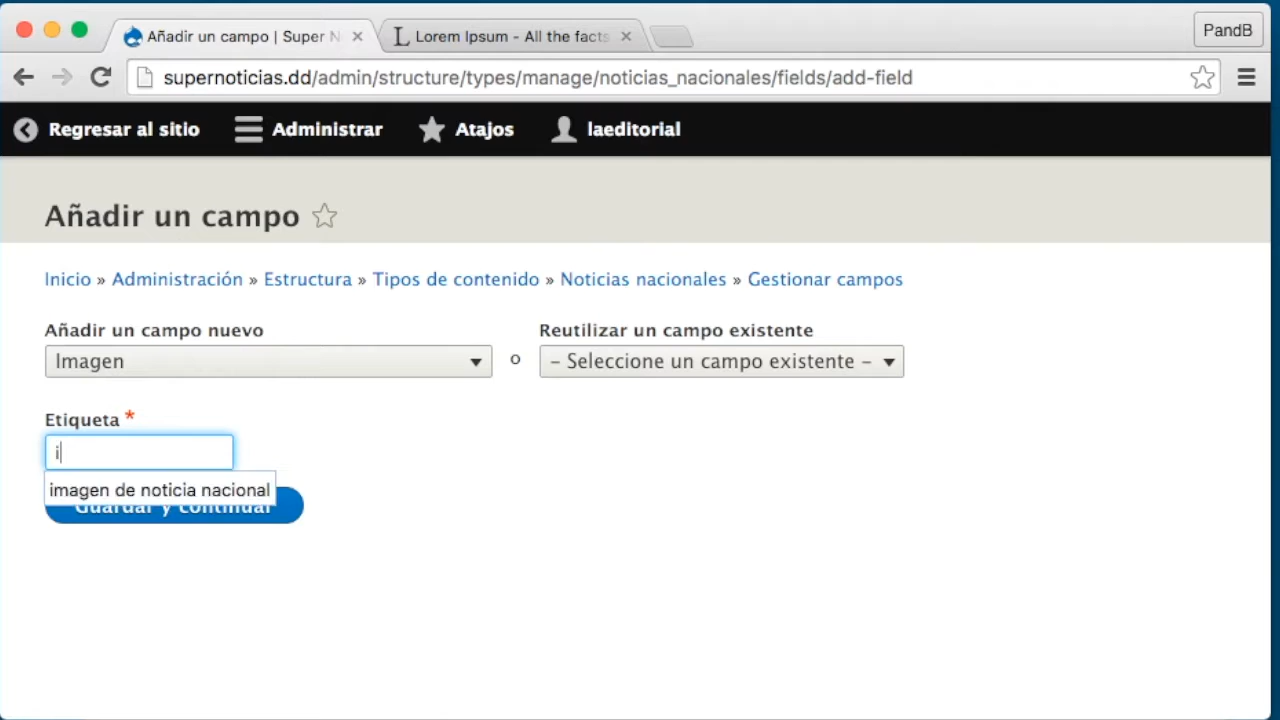 Añadir un campo | Super N
Lorem Ipsum - All the facts
PandB
supernoticias.dd/admin/structure/types/manage/noticias_nacionales/fields/add-field
Regresar al sitio Administrar Atajos laeditorial
Añadir un campo
Inicio » Administración » Estructura » Tipos de contenido » Noticias nacionales » Gestionar campos
Añadir un campo nuevo
Reutilizar un campo existente
Imagen
o
- Seleccione un campo existente -
Etiqueta *
i
imagen de noticia nacional
Guardar y continuar